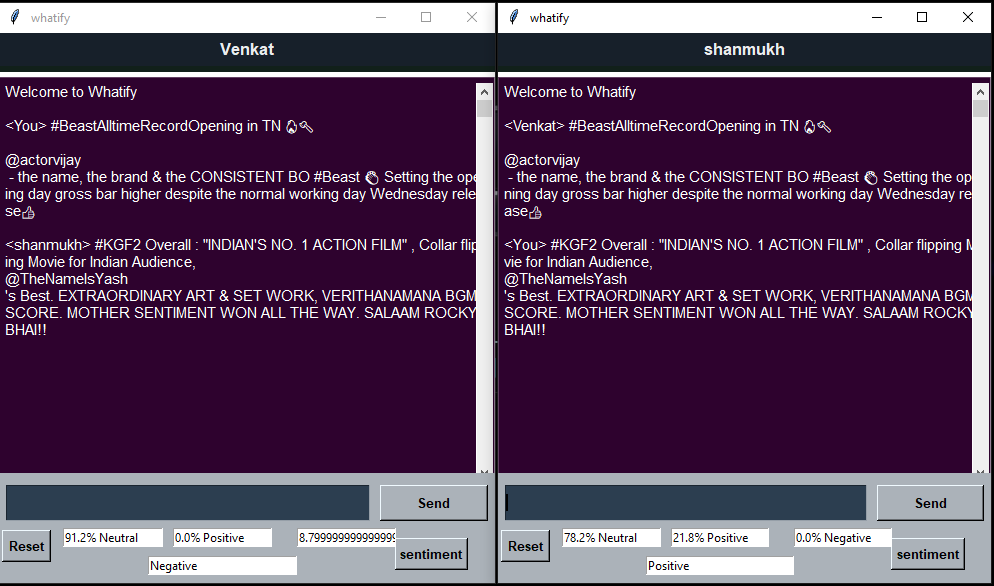 whatify
Venkat
Welcome to Whatify
<You> #BeastAlltimeRecordOpening in TN 🔥🔨
@actorvijay
- the name, the brand & the CONSISTENT BO #Beast 👏 Setting the ope
ning day gross bar higher despite the normal working day Wednesday rele
se👍
<shanmukh> #KGF2 Overall : "INDIAN'S NO. 1 ACTION FILM" , Collar flip
ing Movie for Indian Audience,
@TheNameIsYash
's Best. EXTRAORDINARY ART & SET WORK, VERITHANAMANA BGM
SCORE. MOTHER SENTIMENT WON ALL THE WAY. SALAAM ROCKY
BHAI!!
Send
Reset
91.2% Neutral
0.0% Positive
8.79999999999999
sentiment
Negative
whatify
shanmukh
Welcome to Whatify
<Venkat> #BeastAlltimeRecordOpening in TN 🔥🔨
@actorvijay
- the name, the brand & the CONSISTENT BO #Beast 👏 Setting the op
ning day gross bar higher despite the normal working day Wednesday re
ase👍
<You> #KGF2 Overall : "INDIAN'S NO. 1 ACTION FILM" , Collar flipping M
vie for Indian Audience,
@TheNameIsYash
's Best. EXTRAORDINARY ART & SET WORK, VERITHANAMANA BGM
SCORE. MOTHER SENTIMENT WON ALL THE WAY. SALAAM ROCKY
BHAI!!
Send
Reset
78.2% Neutral
21.8% Positive
0.0% Negative
sentiment
Positive